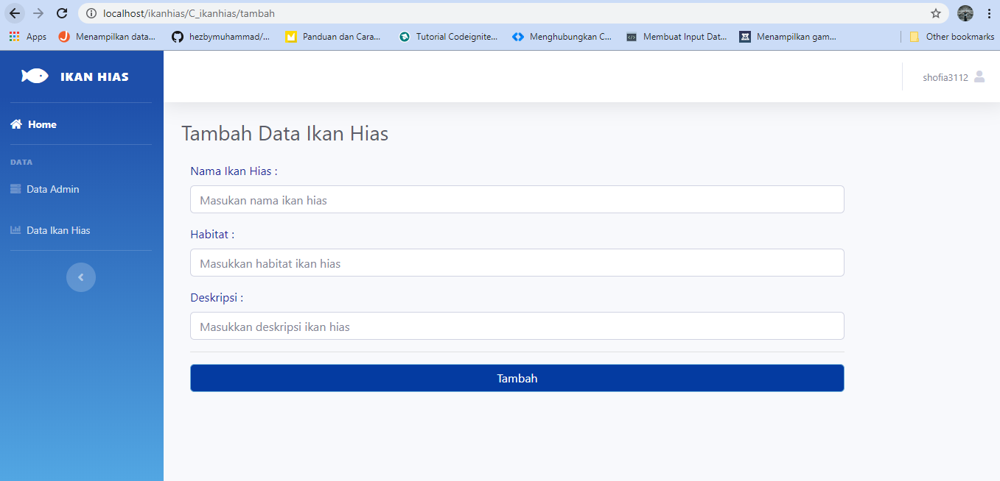 localhost/ikanhias/C_ikanhias/tambah
Apps Menampilkan data... hezbymuhammad/... Panduan dan Cara... Tutorial Codeignite... Menghubungkan C... Membuat Input Dat... Menampilkan gam... Other bookmarks
IKAN HIAS
shofia3112
Home
DATA
Data Admin
Data Ikan Hias
Tambah Data Ikan Hias
Nama Ikan Hias :
Masukan nama ikan hias
Habitat :
Masukkan habitat ikan hias
Deskripsi :
Masukkan deskripsi ikan hias
Tambah